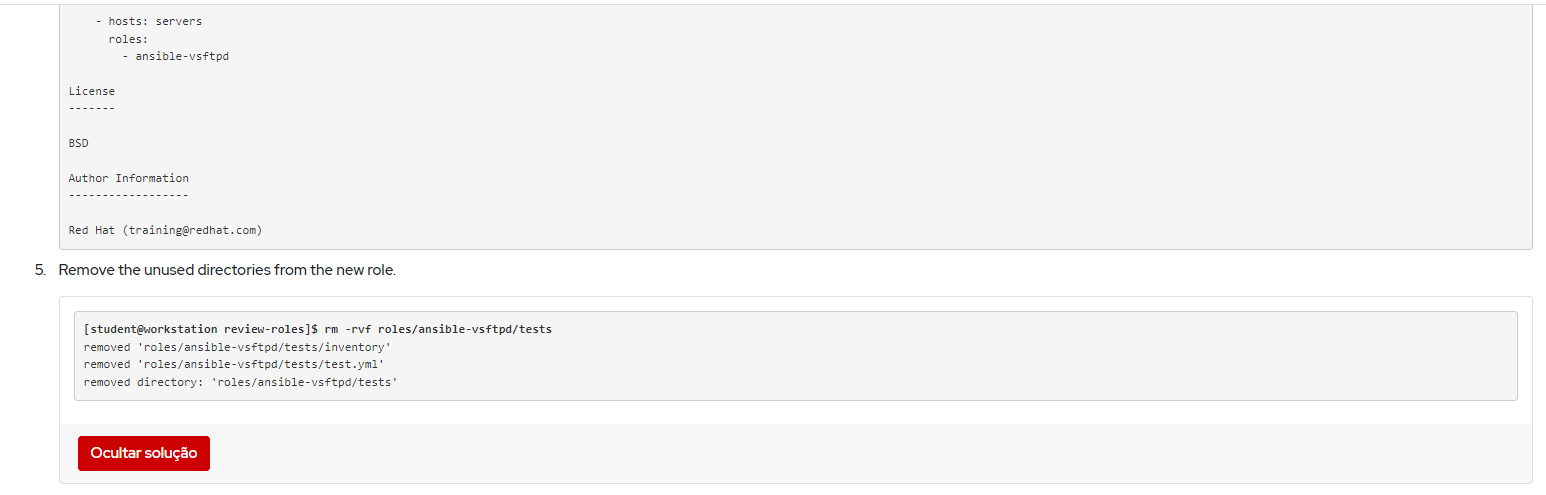 - hosts: servers
roles:
- ansible-vsftpd
License
-------
BSD
Author Information
------------------
Red Hat (training@redhat.com)
5. Remove the unused directories from the new role.
[student@workstation review-roles]$ rm -rvf roles/ansible-vsftpd/tests
removed 'roles/ansible-vsftpd/tests/inventory'
removed 'roles/ansible-vsftpd/tests/test.yml'
removed directory: 'roles/ansible-vsftpd/tests'
Ocultar solução